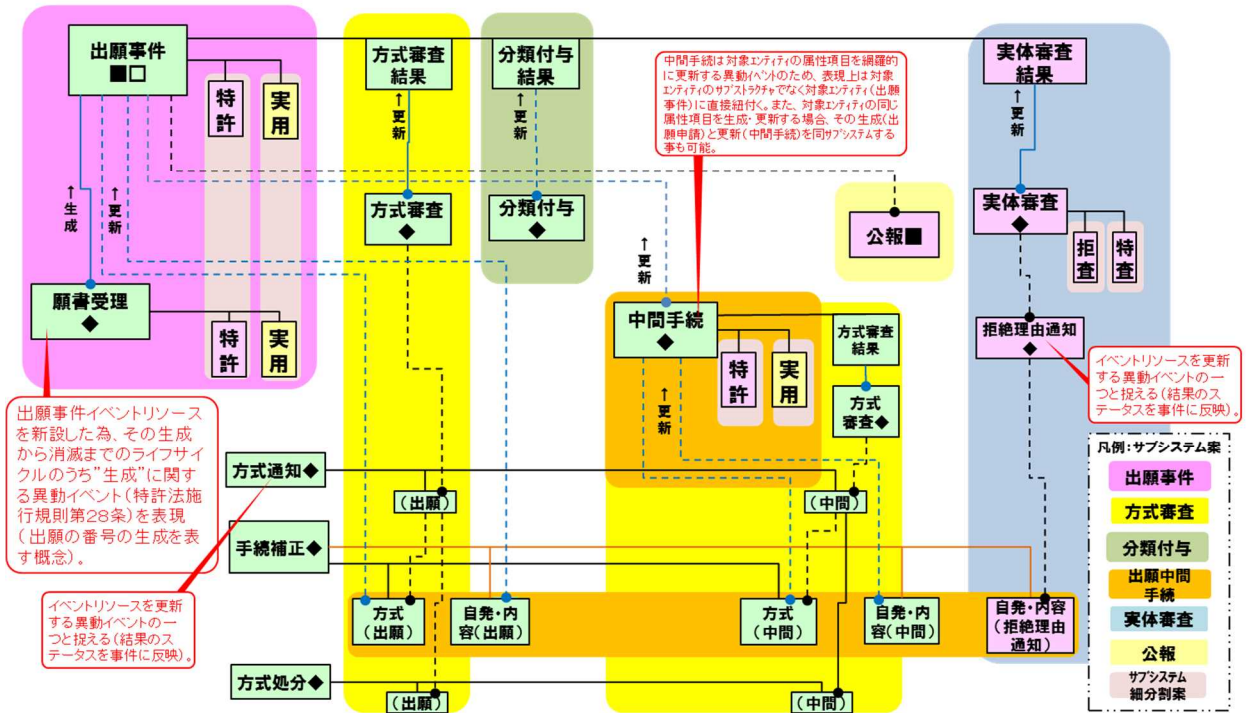 出願事件
■□
特許
実用
↑生成
↑更新
願書受理
◆
特許
実用
方式審査
結果
↑更新
方式審査
◆
分類付与
結果
↑更新
分類付与
◆
中間手続は対象エンティティの属性項目を網羅的
に更新する異動イベントのため、表現上は対象
エンティティのサブストラクチャでなく対象エンティティ(出願
事件)に直接紐付く。また、対象エンティティの同じ
属性項目を生成・更新する場合、その生成(出
願申請)と更新(中間手続)を同サブシステムする
事も可能。
公報■
実体審査
結果
↑更新
実体審査
◆
拒査
特査
拒絶理由通知
◆
イベントリソースを更新
する異動イベントの一
つと捉える(結果のス
テータスを事件に反映)。
↑更新
中間手続
◆
特許
実用
↑更新
方式審査
結果
方式
審査◆
出願事件イベントリソース
を新設した為、その生成
から消滅までのライフサイ
クルのうち”生成”に関す
る異動イベント(特許法施
行規則第28条)を表現
(出願の番号の生成を表
す概念)。
方式通知◆
(出願)
(中間)
手続補正◆
イベントリソースを更新
する異動イベントの一
つと捉える(結果のス
テータスを事件に反映)。
方式
(出願)
自発・内
容(出願)
方式
(中間)
自発・内
容(中間)
自発・内容
(拒絶理由
通知)
方式処分◆
(出願)
(中間)
凡例:サブシステム案
出願事件
方式審査
分類付与
出願中間
手続
実体審査
公報
サブシステム
細分割案